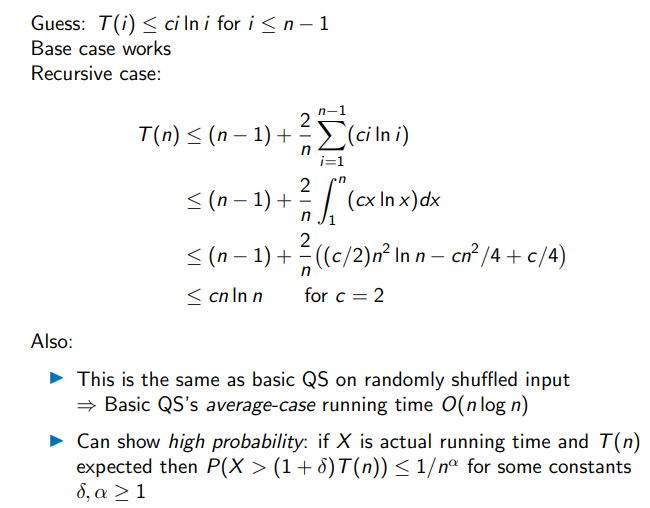 Guess: T(i) ≤ ci ln i for i ≤ n − 1
Base case works
Recursive case:
T(n) ≤ (n − 1) + 2/n ∑_{i=1}^{n−1} (ci ln i)
≤ (n − 1) + 2/n ∫_1^n (cx ln x)dx
≤ (n − 1) + 2/n ((c/2)n² ln n − cn²/4 + c/4)
≤ cn ln n for c = 2
Also:
▶ This is the same as basic QS on randomly shuffled input
⇒ Basic QS's average-case running time O(n log n)
▶ Can show high probability: if X is actual running time and T(n)
expected then P(X > (1 + δ)T(n)) ≤ 1/n^α for some constants
δ, α ≥ 1